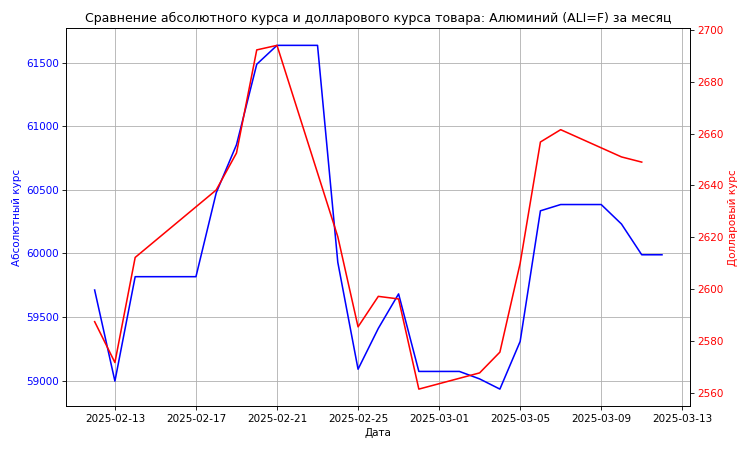 Сравнение абсолютного курса и долларового курса товара: Алюминий (ALI=F) за месяц
Абсолютный курс
61500
61000
60500
60000
59500
59000
2700
2680
2660
2640
2620
2600
2580
2560
Долларовый курс
2025-02-13 2025-02-17 2025-02-21 2025-02-25 2025-03-01 2025-03-05 2025-03-09 2025-03-13
Дата